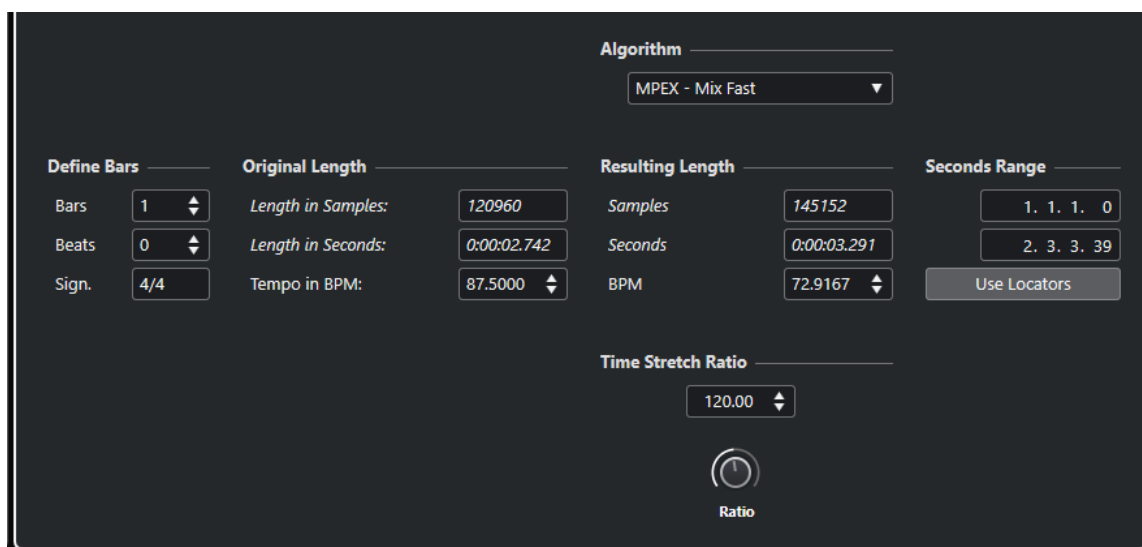 Algorithm
MPEX - Mix Fast
Define Bars
Bars 1
Beats 0
Sign. 4/4
Original Length
Length in Samples: 120960
Length in Seconds: 0:00:02.742
Tempo in BPM: 87.5000
Resulting Length
Samples 145152
Seconds 0:00:03.291
BPM 72.9167
Seconds Range
1. 1. 1. 0
2. 3. 3. 39
Use Locators
Time Stretch Ratio
120.00
Ratio